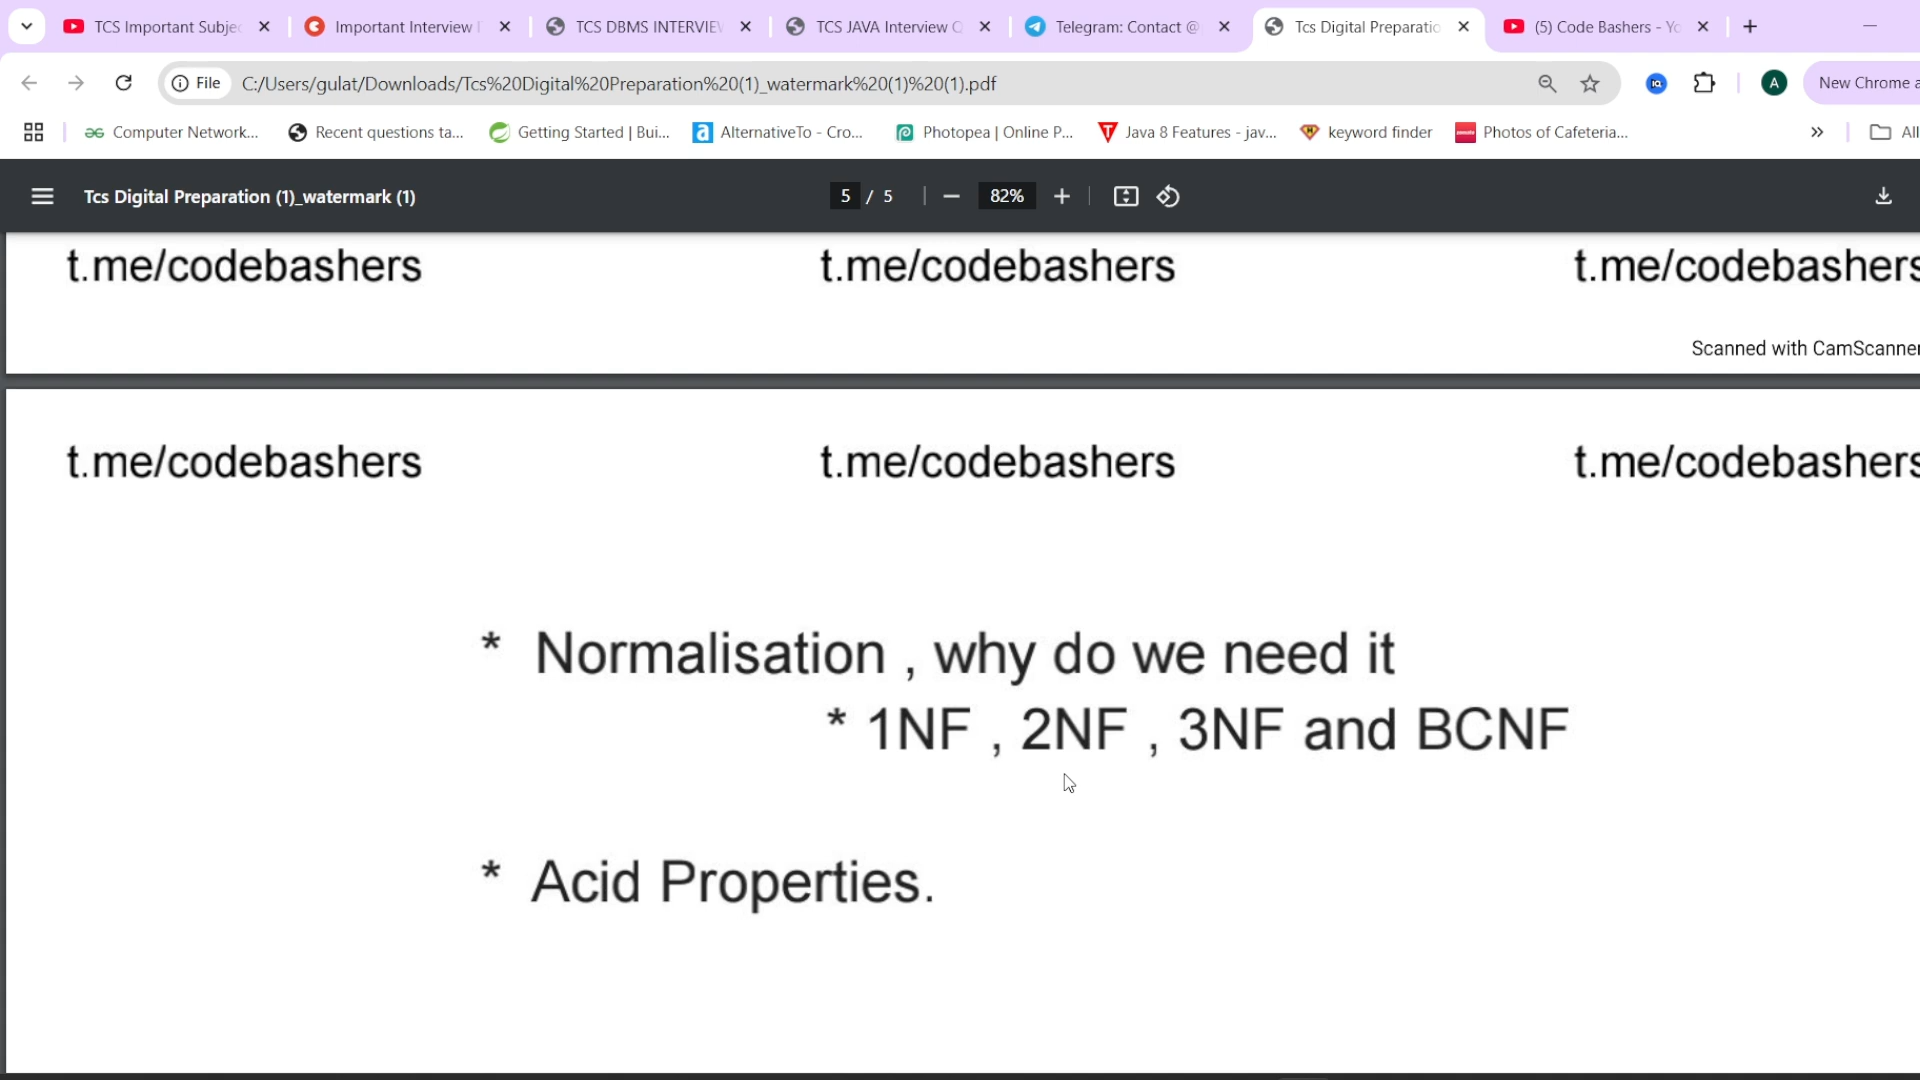 TCS Important Subjec
Important Interview
TCS DBMS INTERVIEW
TCS JAVA Interview Q
Telegram: Contact @
Tcs Digital Preparatio
(5) Code Bashers - Yo
File
C:/Users/gulat/Downloads/Tcs%20Digital%20Preparation%20(1)_watermark%20(1)%20(1).pdf
A
New Chrome a
Computer Network...
Recent questions ta...
Getting Started | Bui...
AlternativeTo - Cro...
Photopea | Online P...
Java 8 Features - jav...
keyword finder
Photos of Cafeteria...
»
All
Tcs Digital Preparation (1)_watermark (1)
5 / 5
82%
t.me/codebashers t.me/codebashers t.me/codebashers
Scanned with CamScanner
t.me/codebashers t.me/codebashers t.me/codebashers
* Normalisation , why do we need it
* 1NF , 2NF , 3NF and BCNF
* Acid Properties.